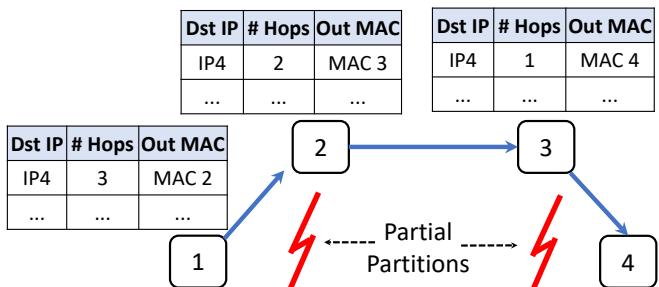 Dst IP # Hops Out MAC
IP4 2 MAC 3
... ... ...
Dst IP # Hops Out MAC
IP4 1 MAC 4
... ... ...
Dst IP # Hops Out MAC
IP4 3 MAC 2
... ... ...
2
3
1
Partial
Partitions
4